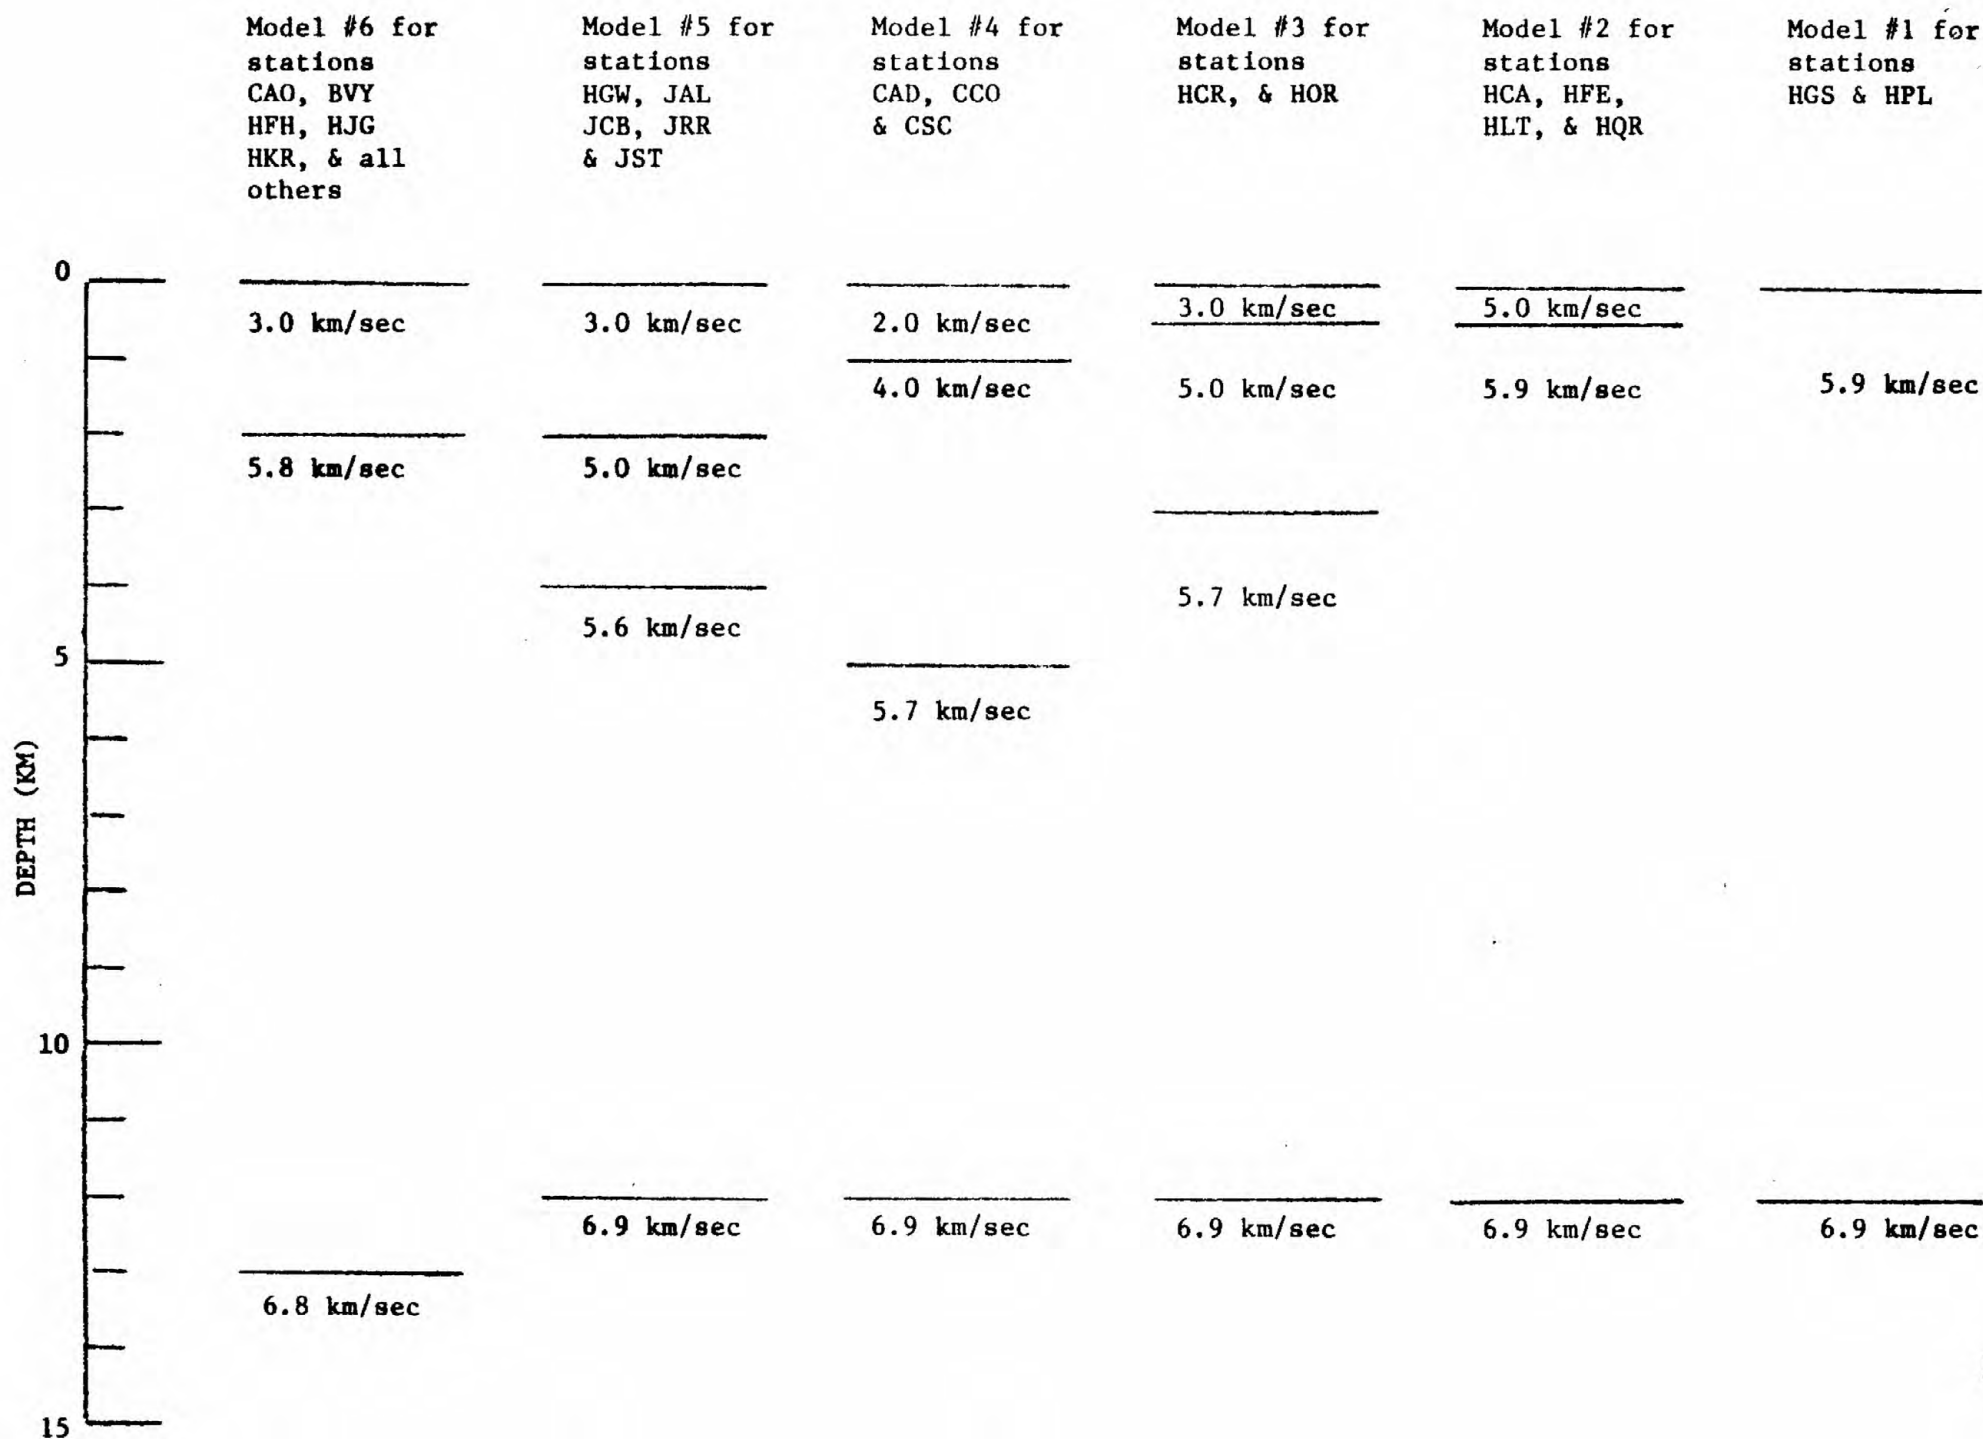 Model #6 for
stations
CAO, BVY
HFH, HJG
HKR, & all
others
Model #5 for
stations
HGW, JAL
JCB, JRR
& JST
Model #4 for
stations
CAD, CCO
& CSC
Model #3 for
stations
HCR, & HOR
Model #2 for
stations
HCA, HFE,
HLT, & HQR
Model #1 for
stations
HGS & HPL
DEPTH (KM)
0
5
10
15
3.0 km/sec
5.8 km/sec
6.8 km/sec
3.0 km/sec
5.0 km/sec
5.6 km/sec
6.9 km/sec
2.0 km/sec
4.0 km/sec
5.7 km/sec
6.9 km/sec
3.0 km/sec
5.0 km/sec
5.7 km/sec
6.9 km/sec
5.0 km/sec
5.9 km/sec
6.9 km/sec
5.9 km/sec
6.9 km/sec